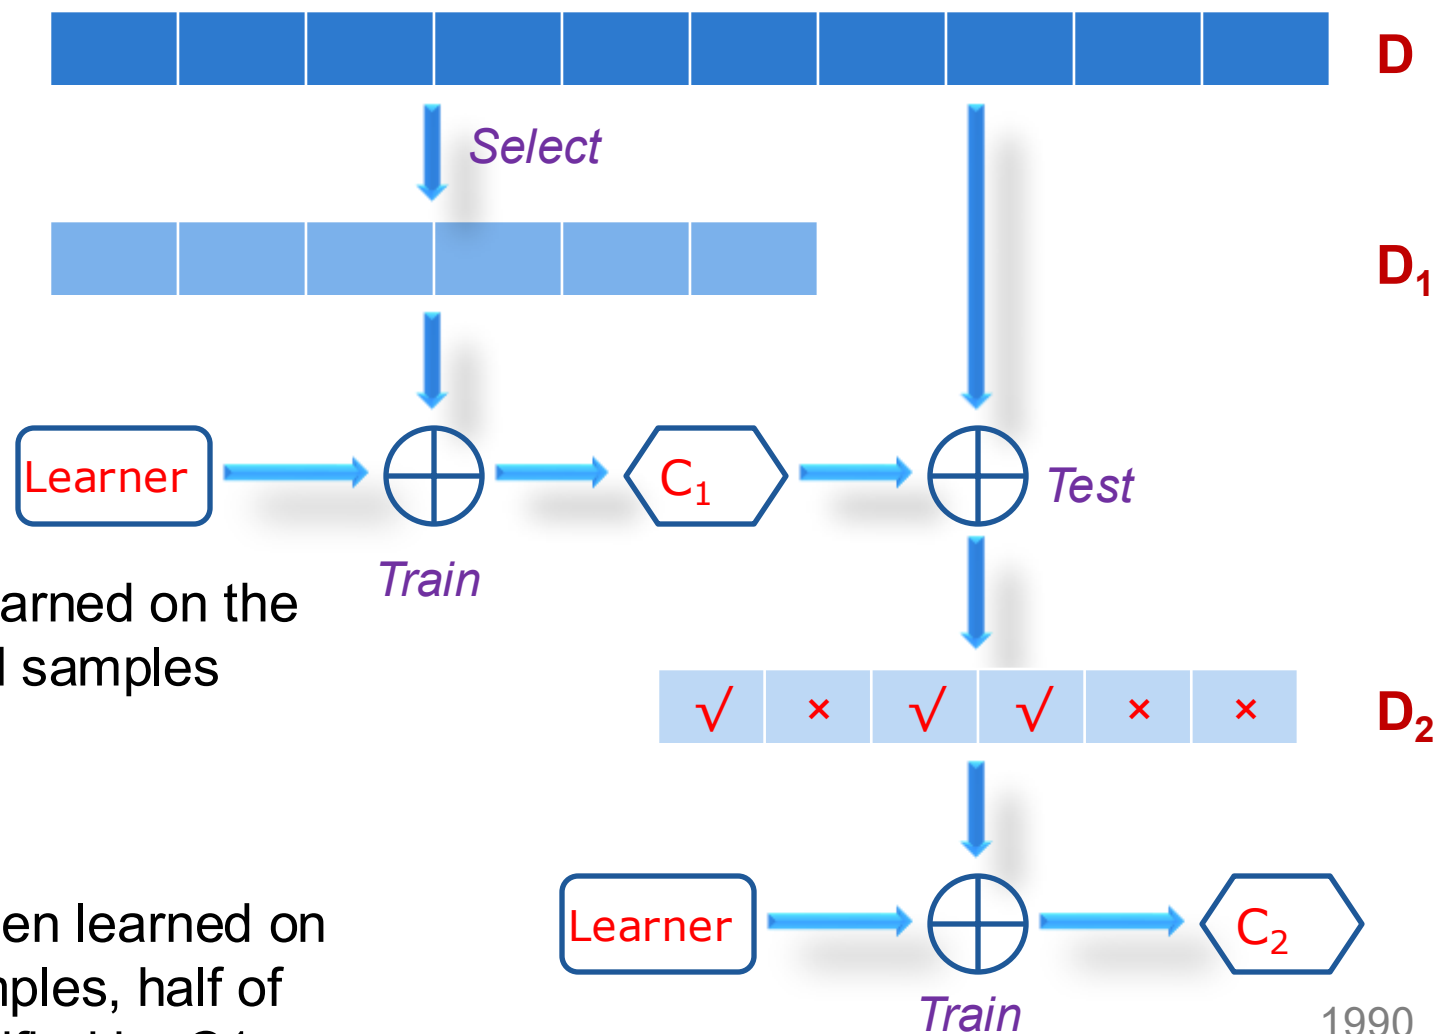 D
Select
D₁
Learner
C₁
Test
Train
arned on the
samples
√ × √ √ × ×
D₂
en learned on
ples, half of
Learner
C₂
Train
1990